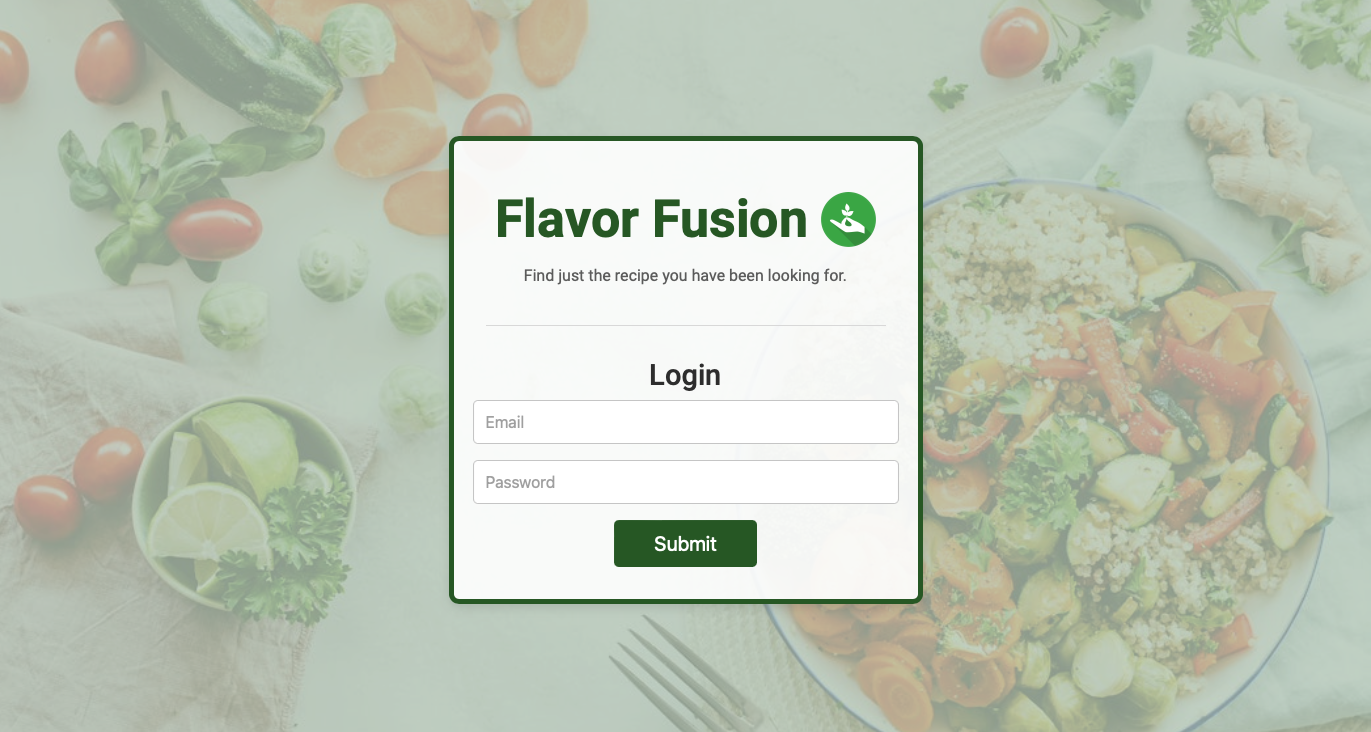 Flavor Fusion
Find just the recipe you have been looking for.
Login
Email
Password
Submit